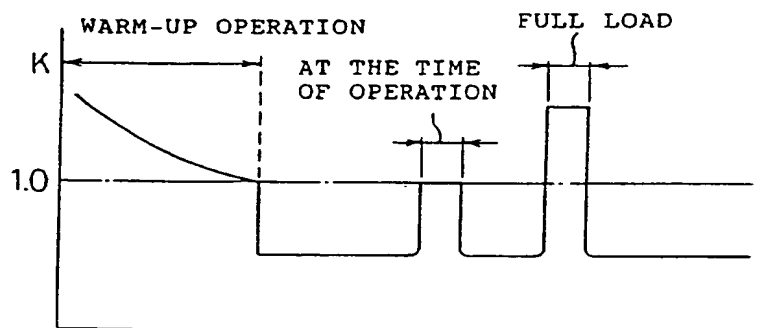 WARM-UP OPERATION
FULL LOAD
K
AT THE TIME
OF OPERATION
1.0